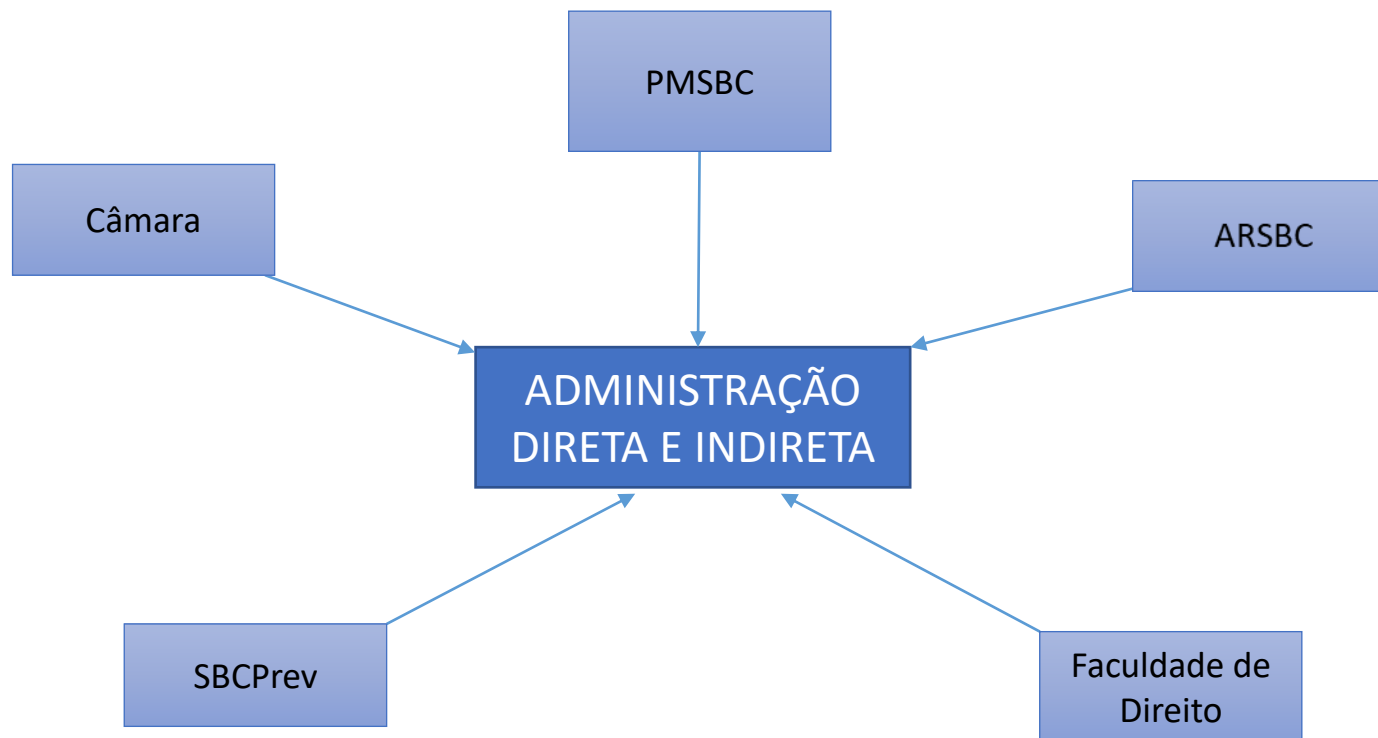 PMSBC
Câmara
ARSBC
ADMINISTRAÇÃO
DIRETA E INDIRETA
SBCPrev
Faculdade de
Direito